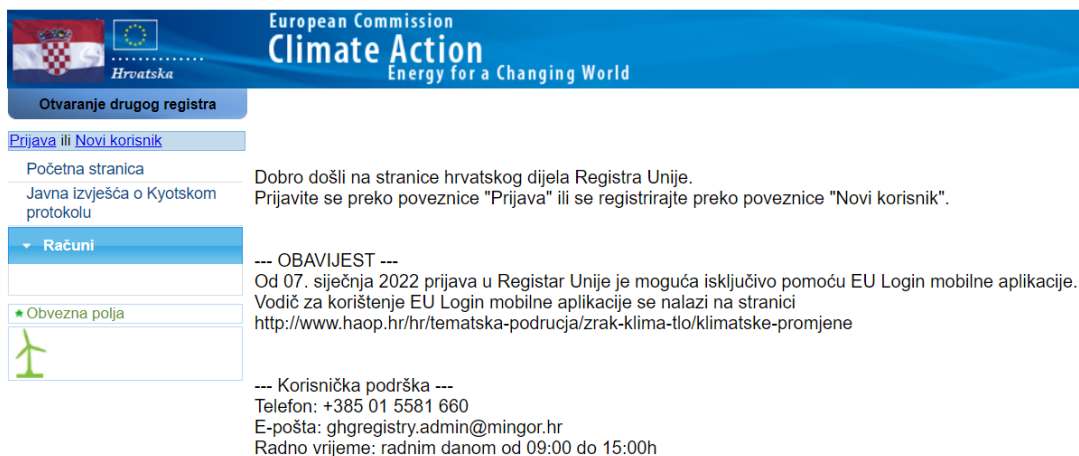 European Commission
Climate Action
Energy for a Changing World
Hrvatska
Otvaranje drugog registra
Prijava ili Novi korisnik
Početna stranica
Javna izvješća o Kyotskom
protokolu
Računi
Obvezna polja
Dobro došli na stranice hrvatskog dijela Registra Unije.
Prijavite se preko poveznice "Prijava" ili se registrirajte preko poveznice "Novi korisnik".
--- OBAVIJEST ---
Od 07. siječnja 2022 prijava u Registar Unije je moguća isključivo pomoću EU Login mobilne aplikacije.
Vodič za korištenje EU Login mobilne aplikacije se nalazi na stranici
http://www.haop.hr/hr/tematska-podrucja/zrak-klima-tlo/klimatske-promjene
--- Korisnička podrška ---
Telefon: +385 01 5581 660
E-pošta: ghgregistry.admin@mingor.hr
Radno vrijeme: radnim danom od 09:00 do 15:00h